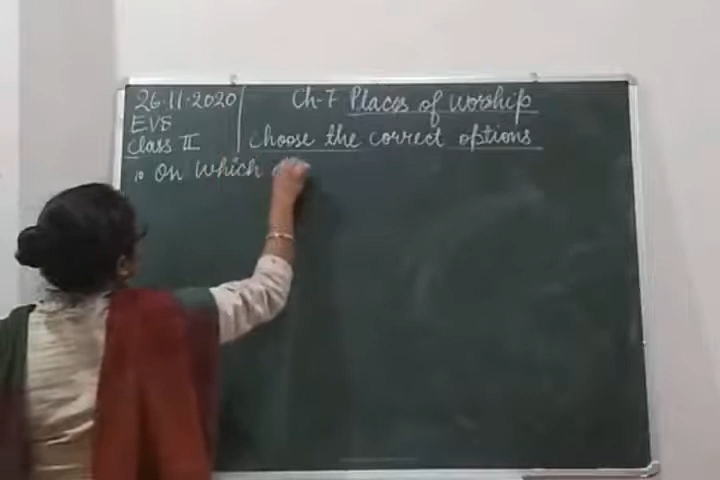 26.11.2020
EVS
Class II
Ch-7 Places of worship
Choose the correct options
1. On which